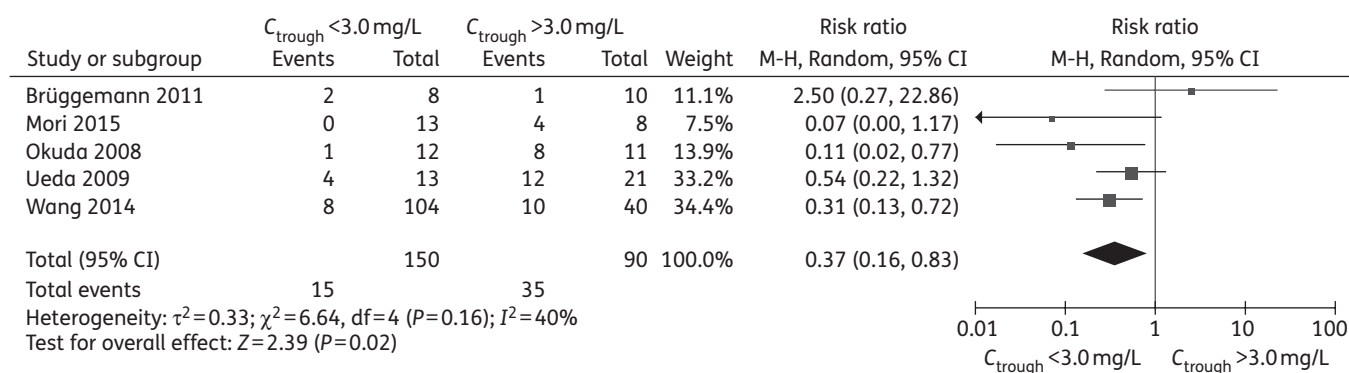 C trough <3.0 mg/L C trough >3.0 mg/L Risk ratio Risk ratio
Study or subgroup Events Total Events Total Weight M-H, Random, 95% CI M-H, Random, 95% CI
Brüggemann 2011 2 8 1 10 11.1% 2.50 (0.27, 22.86)
Mori 2015 0 13 4 8 7.5% 0.07 (0.00, 1.17)
Okuda 2008 1 12 8 11 13.9% 0.11 (0.02, 0.77)
Ueda 2009 4 13 12 21 33.2% 0.54 (0.22, 1.32)
Wang 2014 8 104 10 40 34.4% 0.31 (0.13, 0.72)
Total (95% CI) 150 90 100.0% 0.37 (0.16, 0.83)
Total events 15 35
Heterogeneity: τ²=0.33; χ²=6.64, df=4 (P=0.16); I²=40%
Test for overall effect: Z=2.39 (P=0.02)
0.01 0.1 1 10 100
C trough <3.0 mg/L C trough >3.0 mg/L